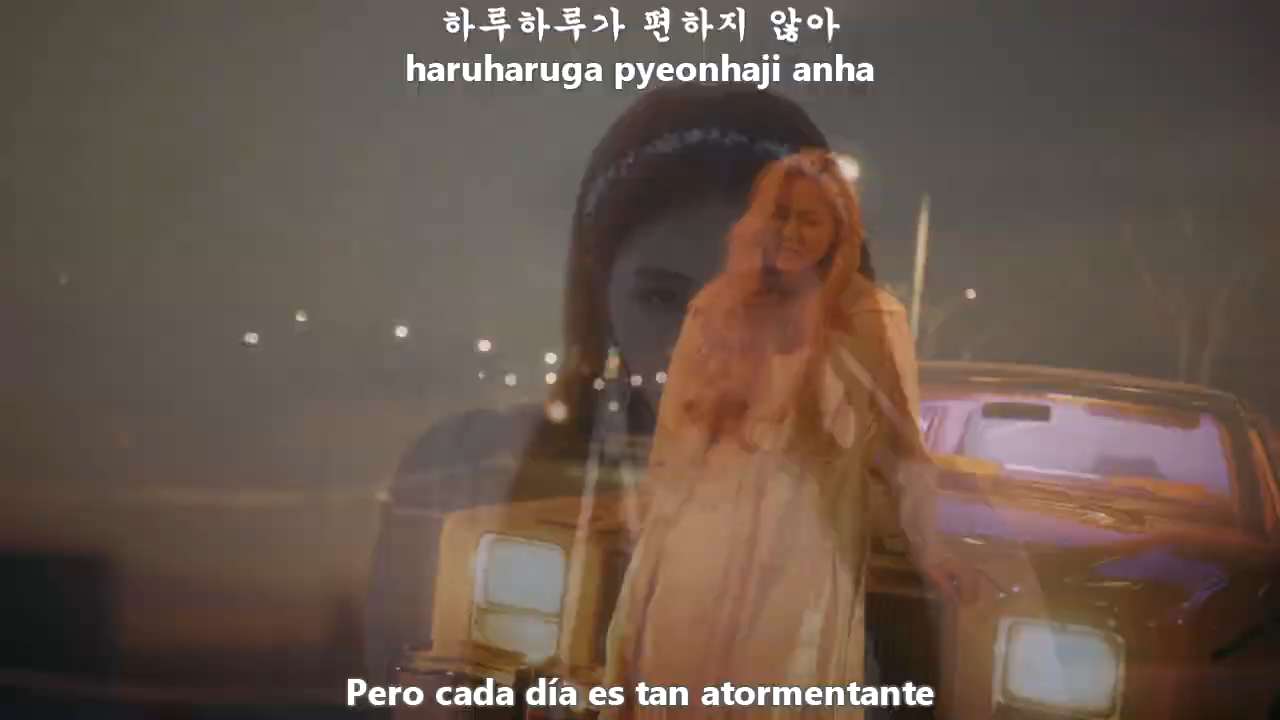 하루하루가 편하지 않아
haruharuga pyeonhaji anha
Pero cada día es tan atormentante